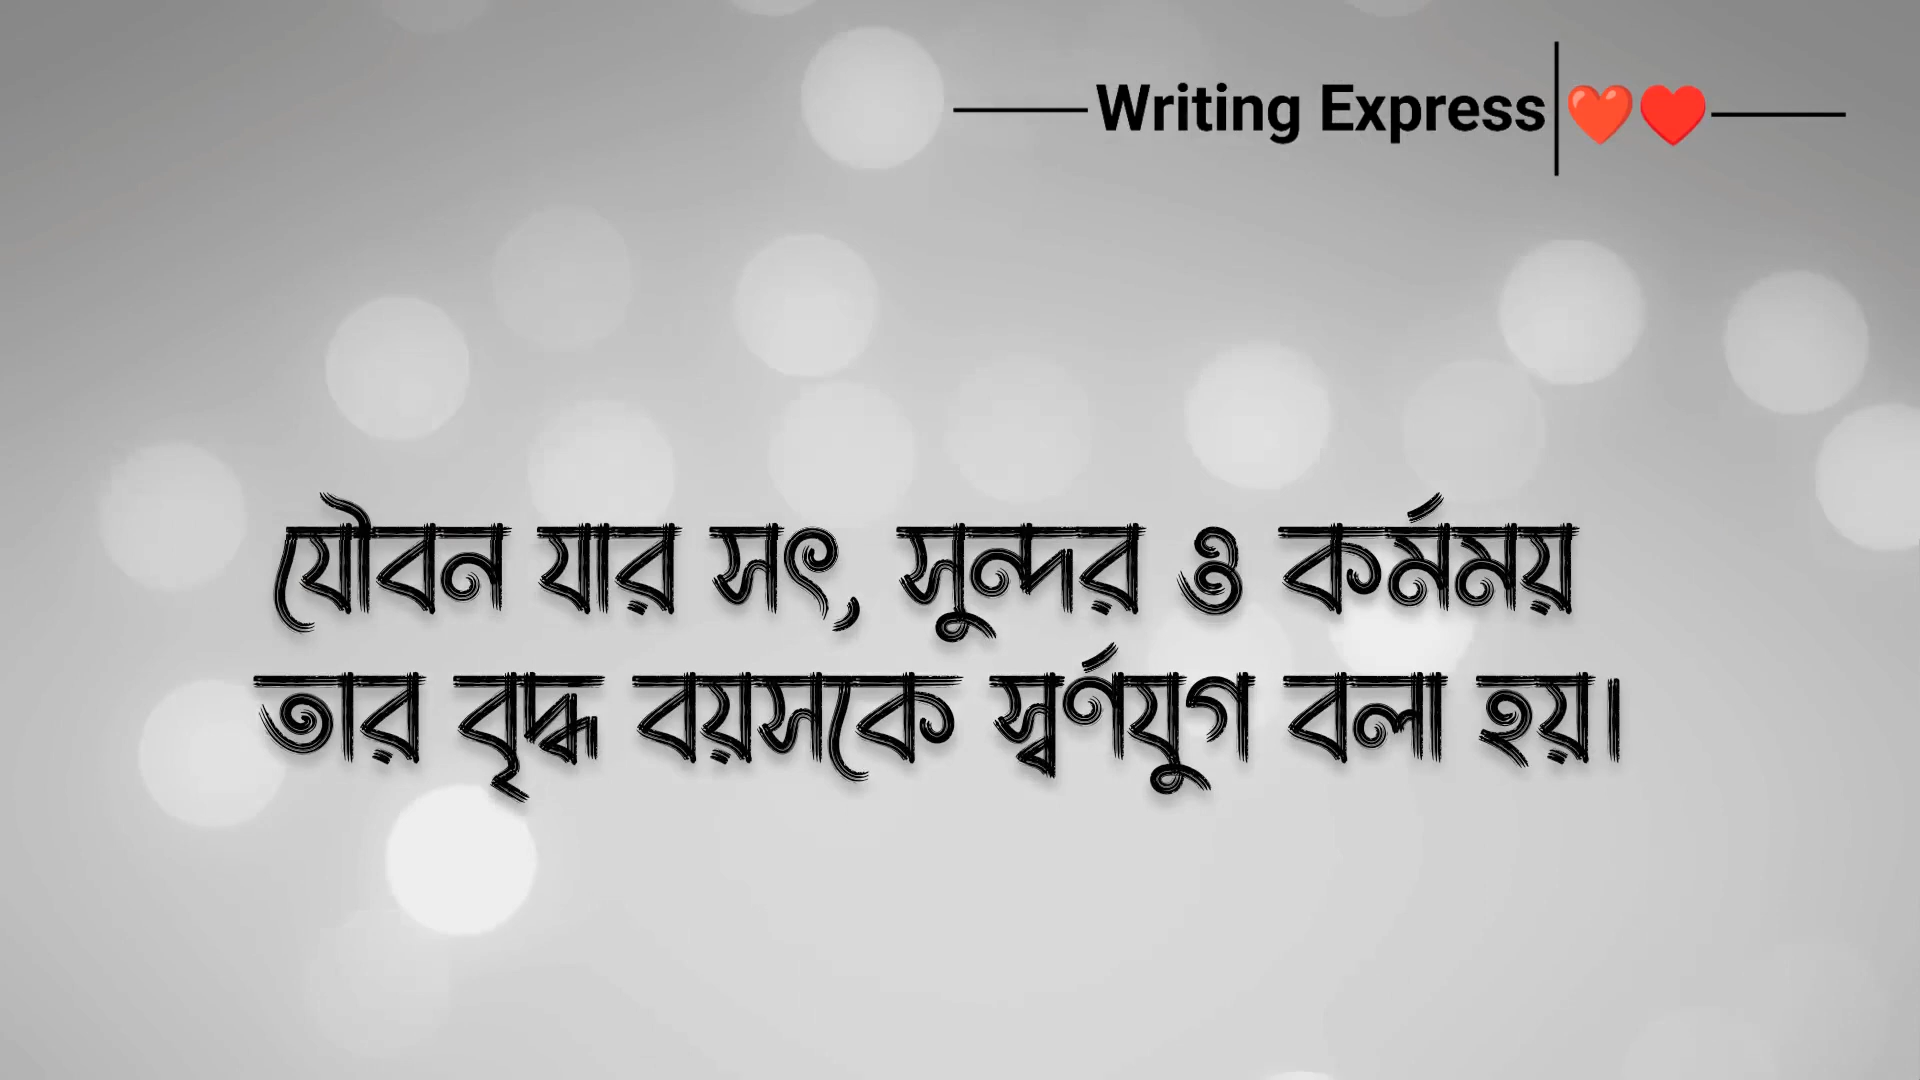 Writing Express ❤️♥️
যৌবন যার সৎ, সুন্দর ও কর্মময়
তার বৃদ্ধ বয়সকে স্বর্ণযুগ বলা হয়।